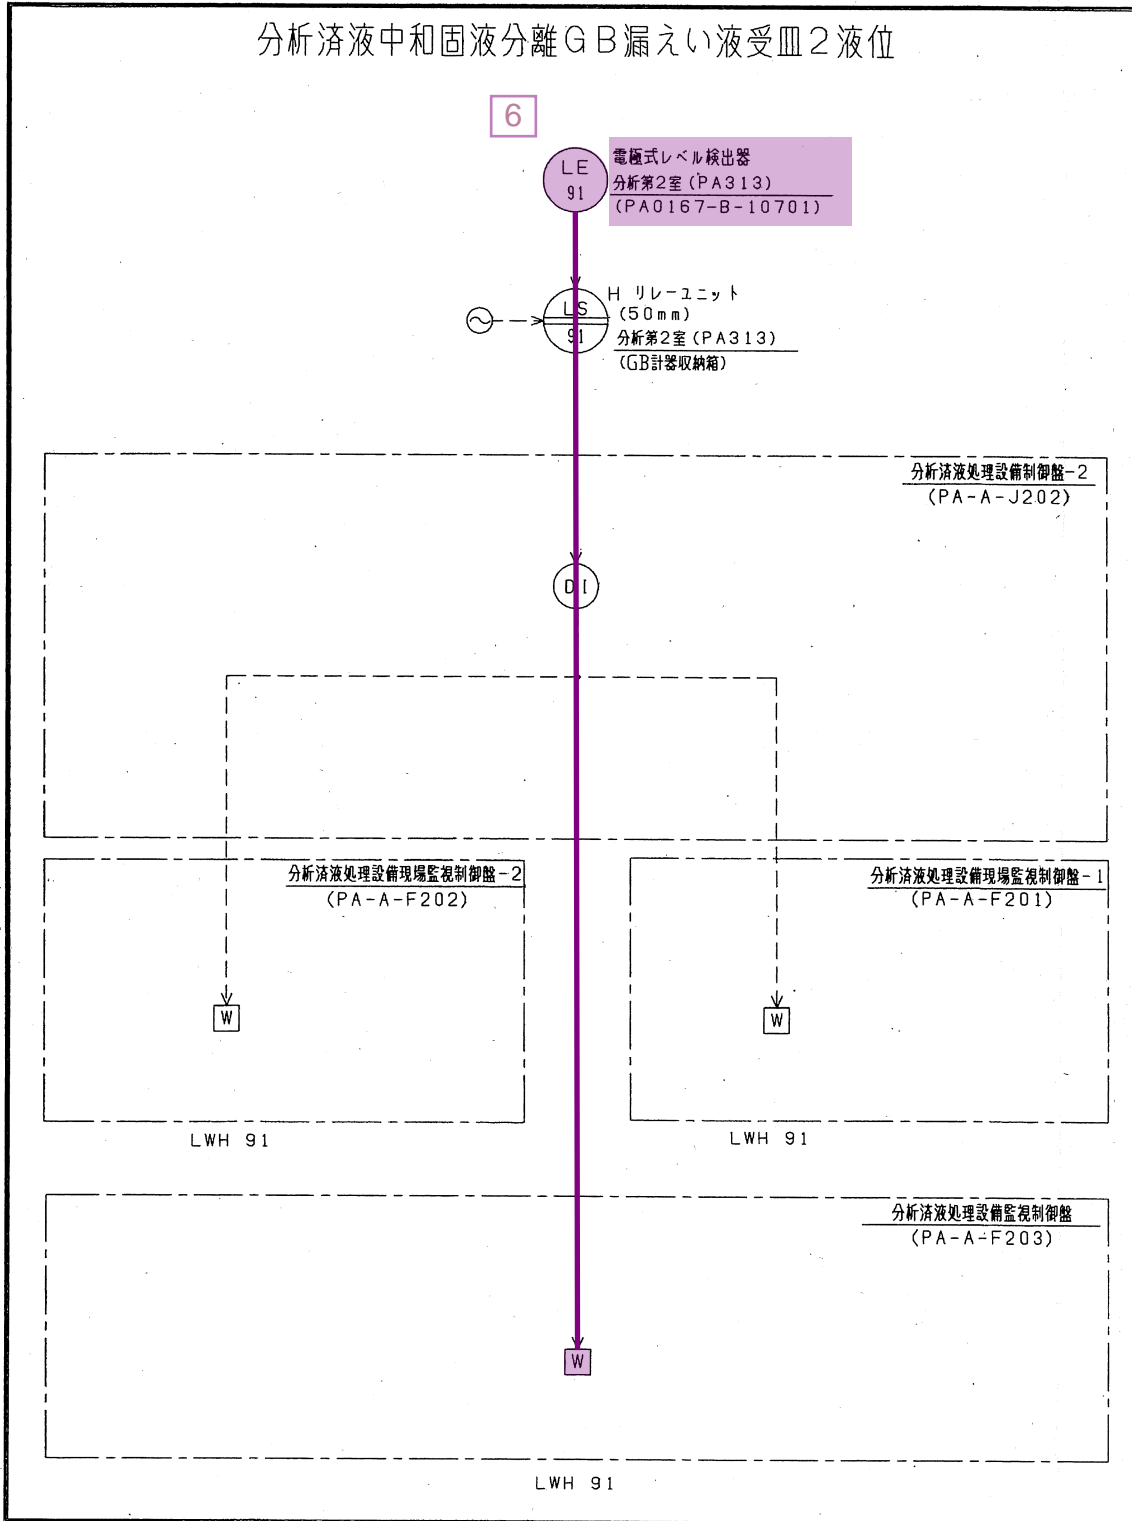 分析済液中和固液分離GB漏えい液受皿2液位
6
LE
91
電極式レベル検出器
分析第2室(PA313)
(PA0167-B-10701)
LS
91
H リレーユニット
(50mm)
分析第2室(PA313)
(GB計器収納箱)
分析済液処理設備制御盤-2
(PA-A-J202)
DI
分析済液処理設備現場監視制御盤-2
(PA-A-F202)
W
LWH 91
分析済液処理設備現場監視制御盤-1
(PA-A-F201)
W
LWH 91
分析済液処理設備監視制御盤
(PA-A-F203)
W
LWH 91